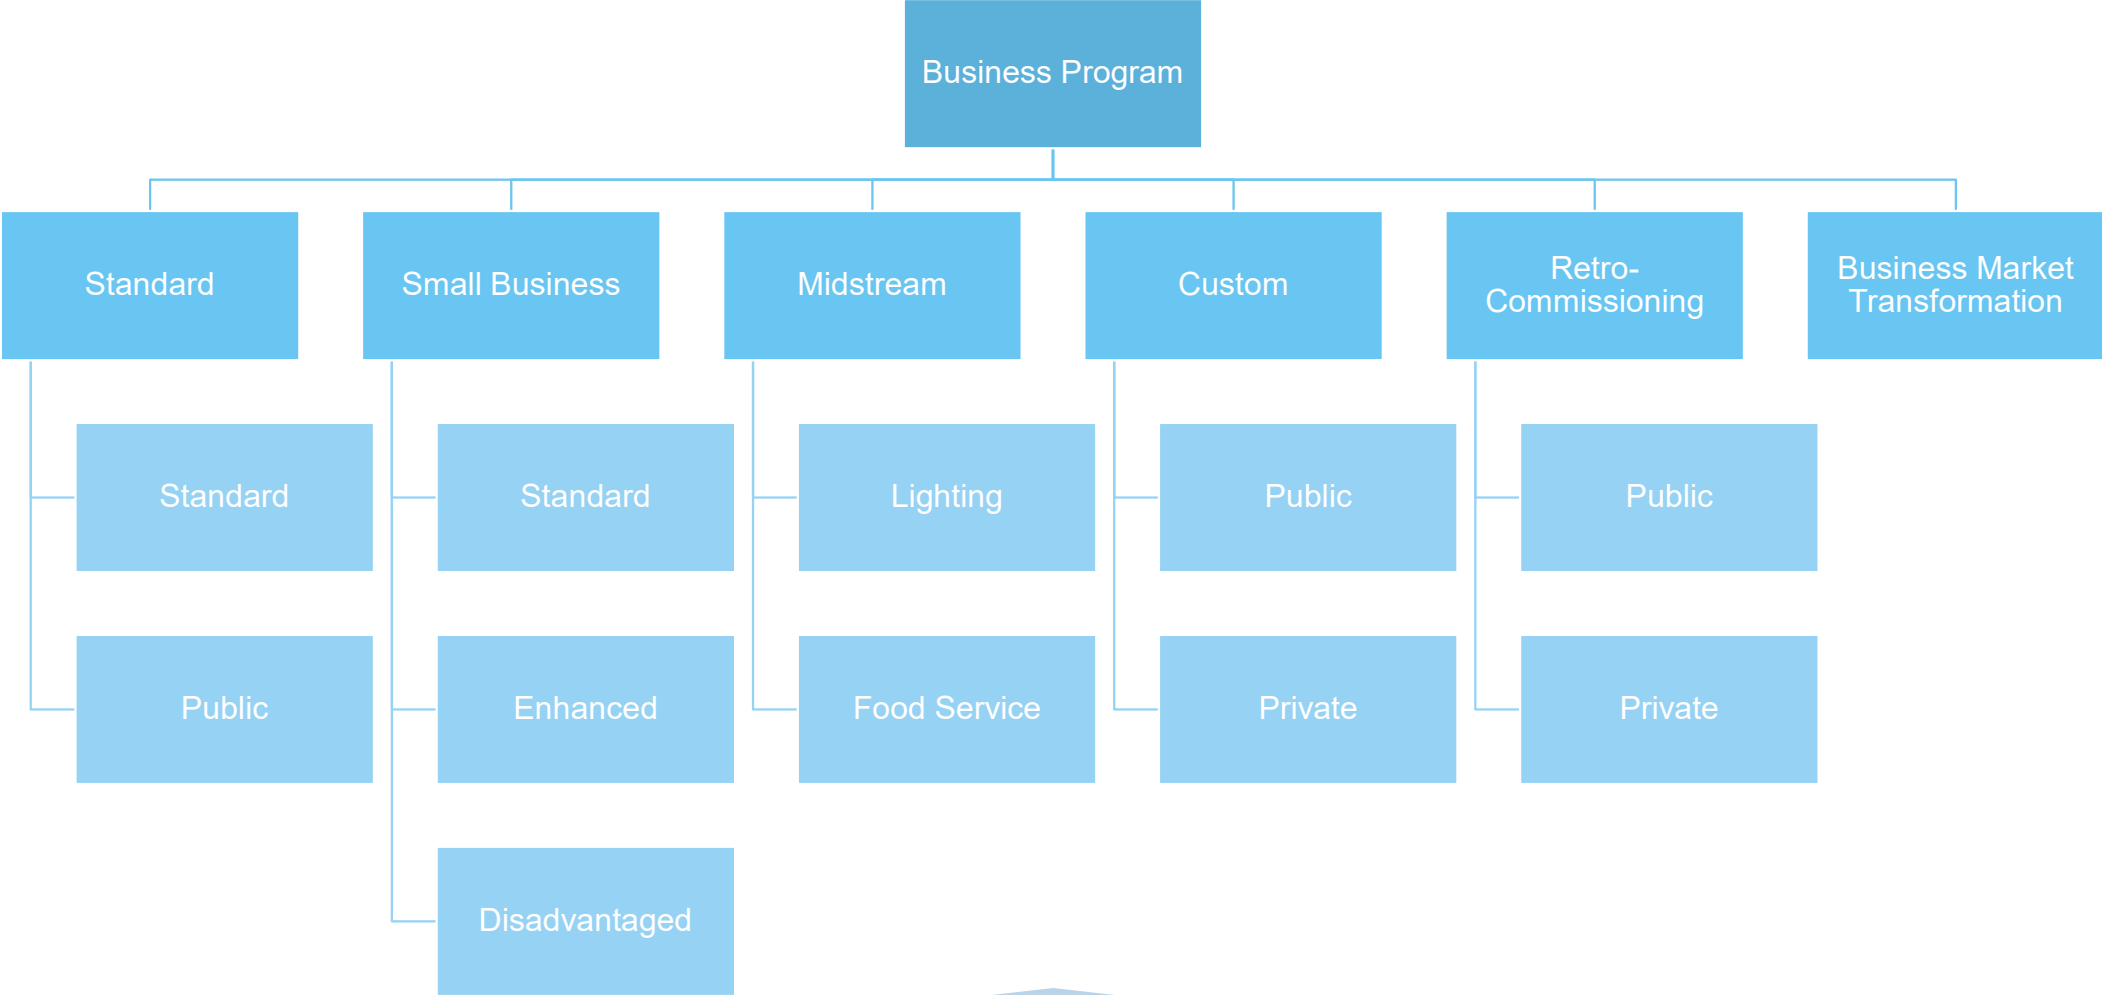 Business Program
Standard
Small Business
Midstream
Custom
Retro-
Commissioning
Business Market
Transformation
Standard
Standard
Lighting
Public
Public
Public
Enhanced
Food Service
Private
Private
Disadvantaged